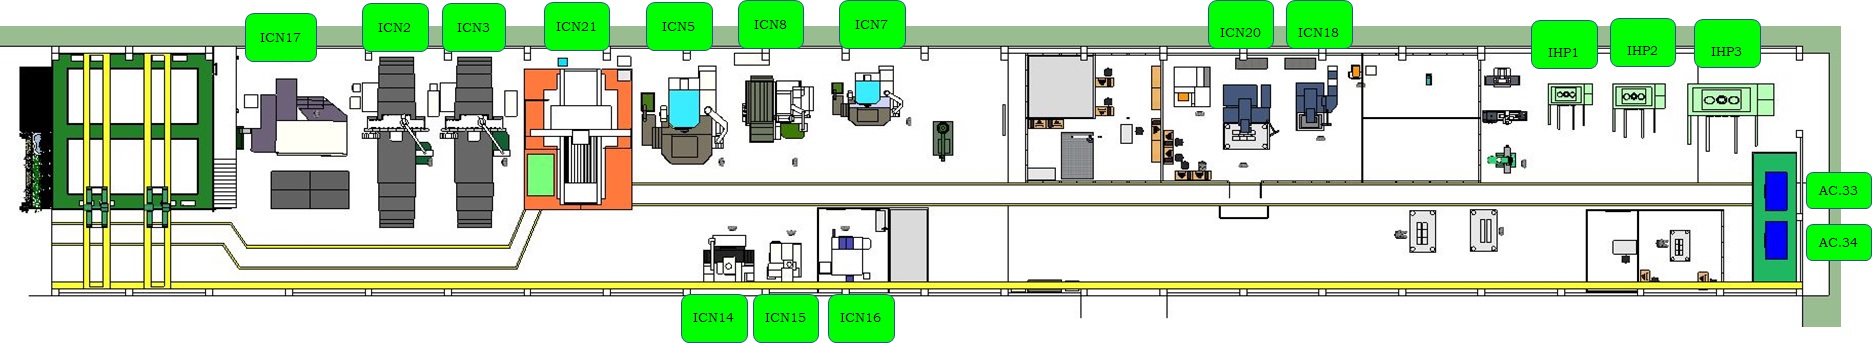 ICN17
ICN2
ICN3
ICN21
ICN5
ICN8
ICN7
ICN20
ICN18
IHP1
IHP2
IHP3
AC.33
AC.34
ICN14
ICN15
ICN16